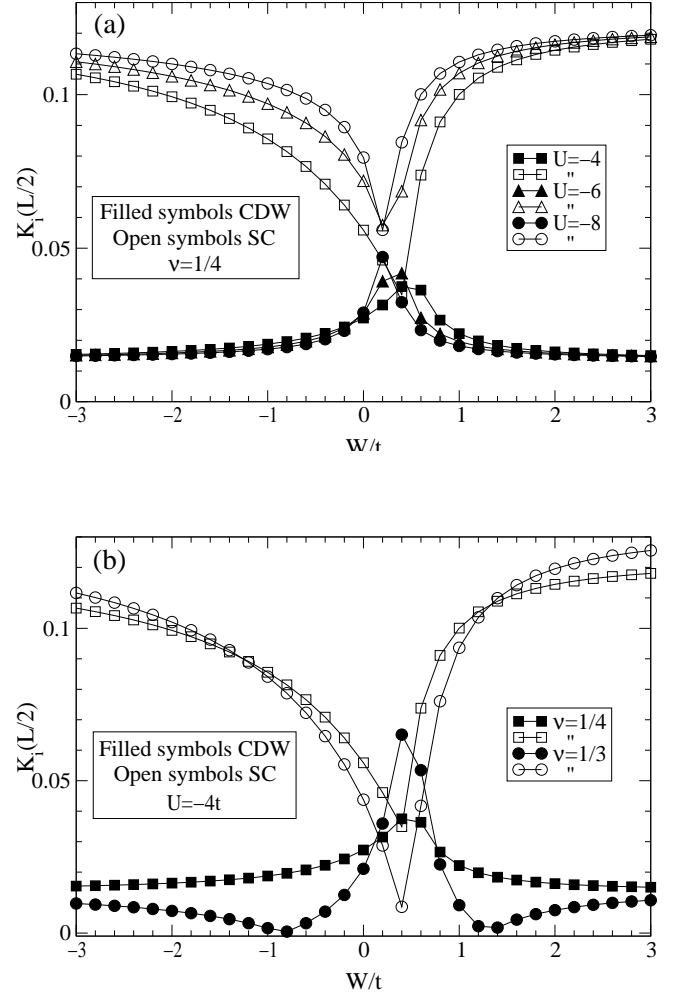 (a)
0.1
K_i(L/2)
0.05
0
U=−4
"
U=−6
"
U=−8
"
Filled symbols CDW
Open symbols SC
ν=1/4
−3 −2 −1 0 1 2 3
W/t
(b)
0.1
K_i(L/2)
0.05
0
ν=1/4
"
ν=1/3
"
Filled symbols CDW
Open symbols SC
U=−4t
−3 −2 −1 0 1 2 3
W/t